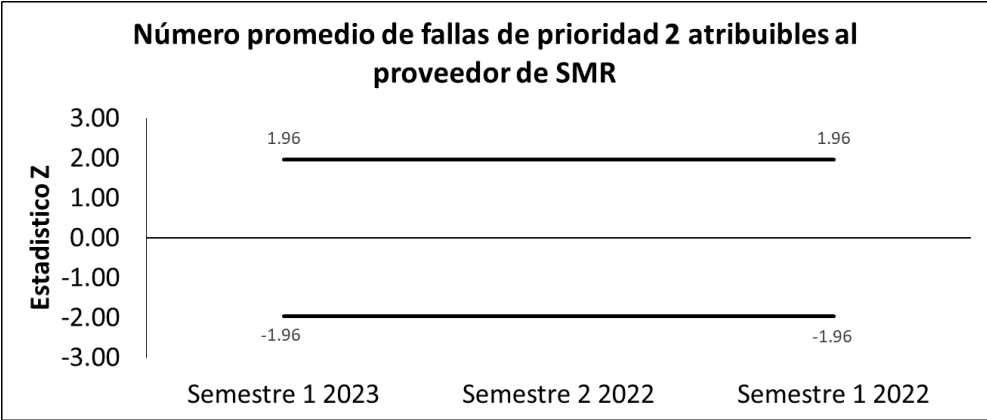 Número promedio de fallas de prioridad 2 atribuibles al
proveedor de SMR
Estadistico Z
3.00
2.00
1.00
0.00
-1.00
-2.00
-3.00
1.96
1.96
-1.96
-1.96
Semestre 1 2023
Semestre 2 2022
Semestre 1 2022